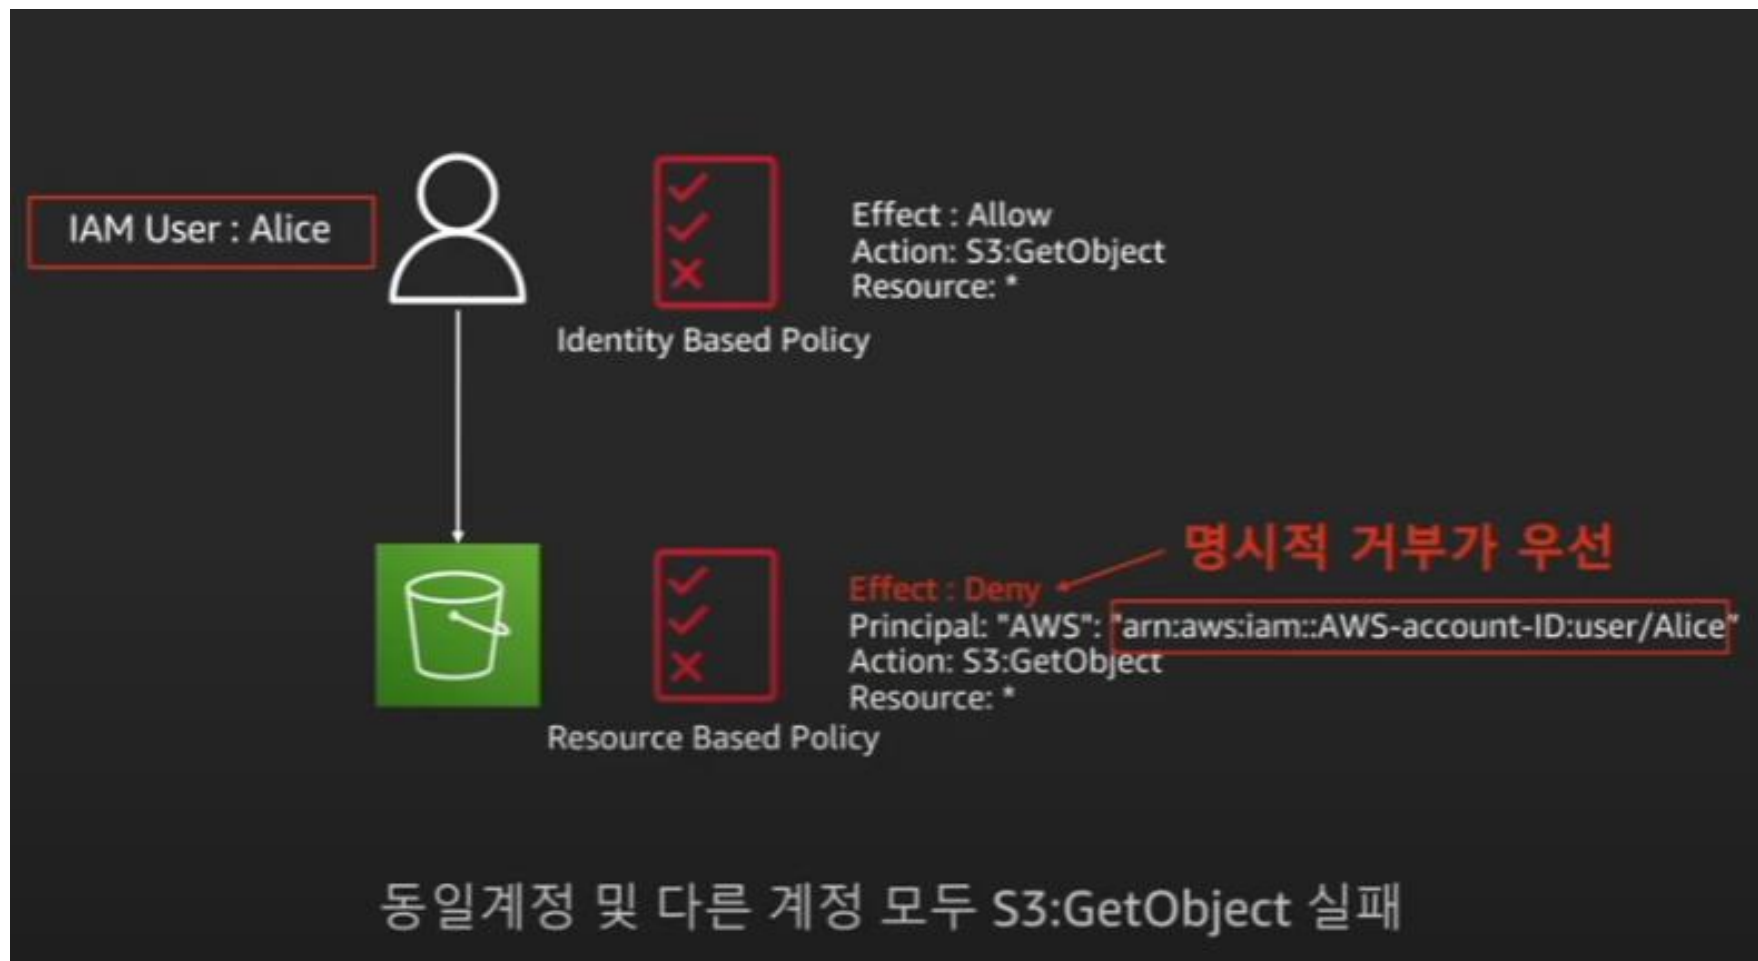 IAM User : Alice
Effect : Allow
Action: S3:GetObject
Resource: *
Identity Based Policy
명시적 거부가 우선
Effect : Deny
Principal: "AWS": "arn:aws:iam::AWS-account-ID:user/Alice"
Action: S3:GetObject
Resource: *
Resource Based Policy
동일계정 및 다른 계정 모두 S3:GetObject 실패